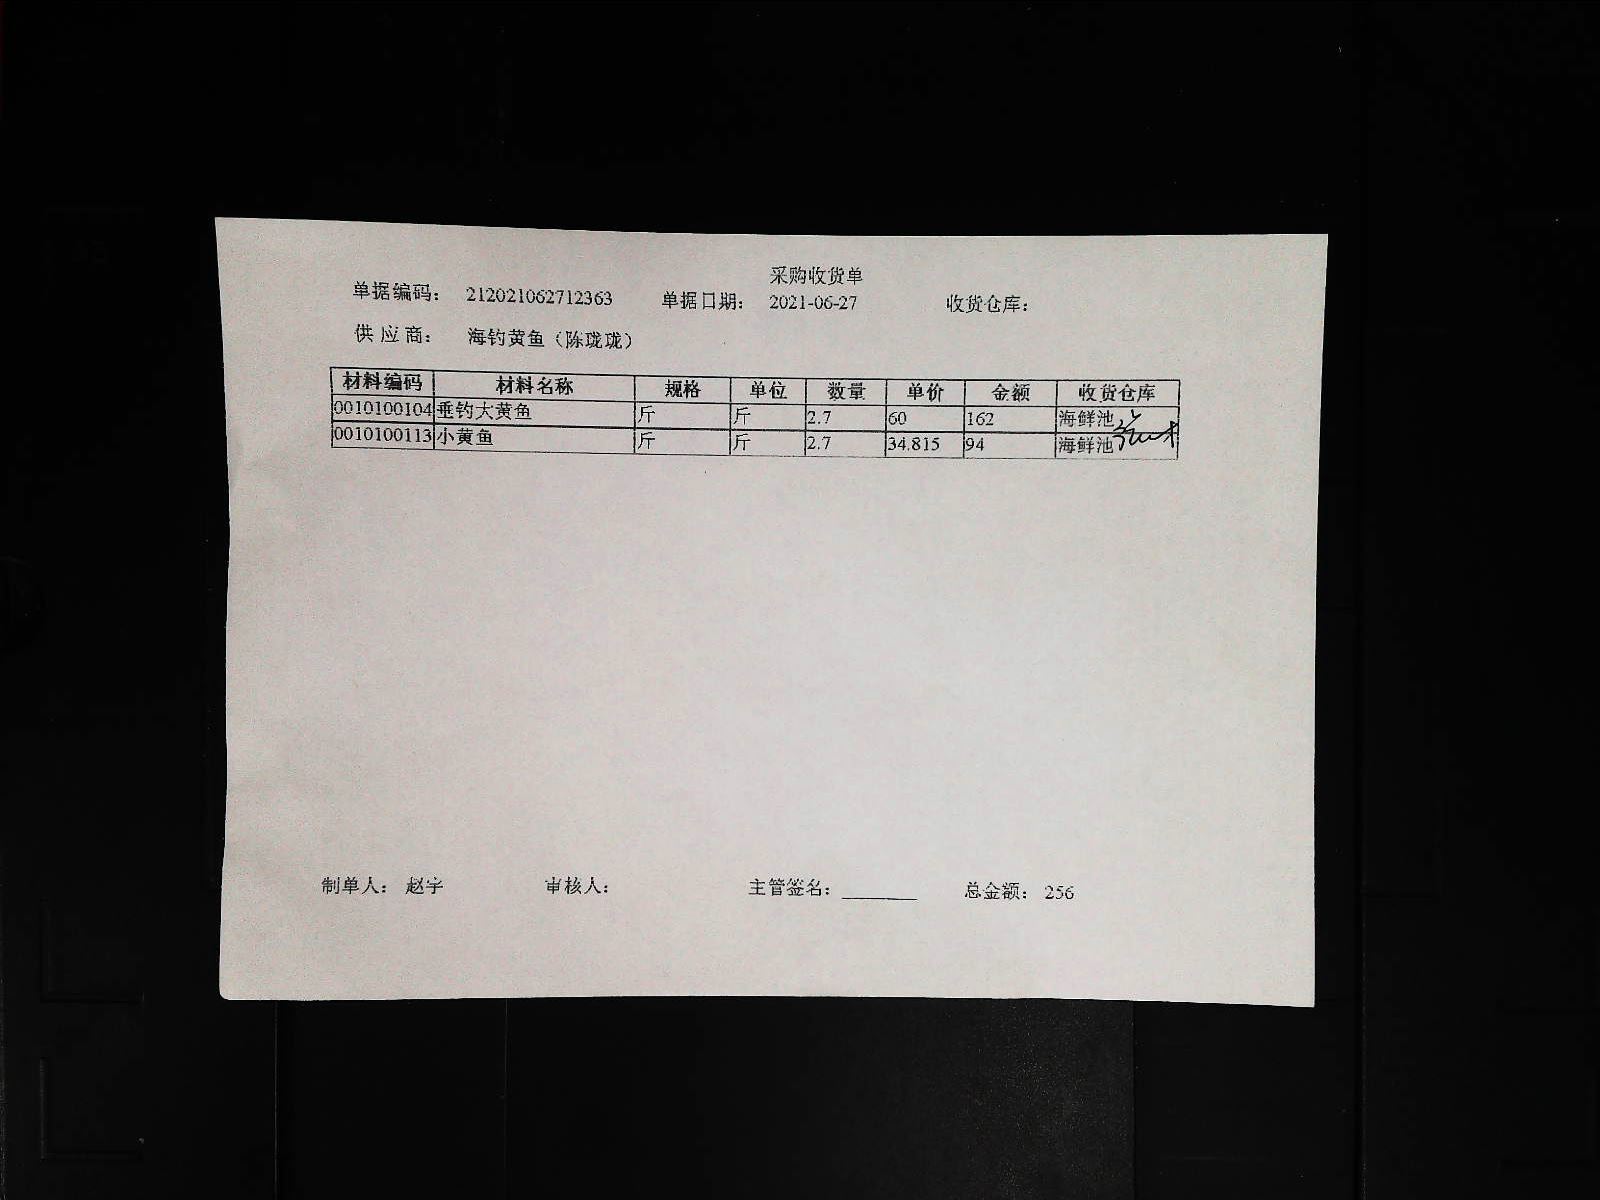 采购收货单
单据编码： 212021062712363 单据日期： 2021-06-27 收货仓库：
供应商： 海钓黄鱼（陈珑珑）
材料编码 材料名称 规格 单位 数量 单价 金额 收货仓库
0010100104 垂钓大黄鱼 斤 斤 2.7 60 162 海鲜池
0010100113 小黄鱼 斤 斤 2.7 34.815 94 海鲜池
制单人： 赵宇 审核人： 主管签名： 总金额： 256